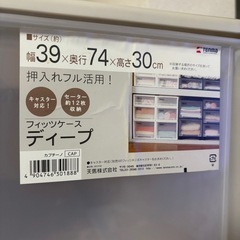 ■サイズ(約)
幅39×奥行74×高さ30cm
TENMA
押入れフル活用!
キャスター対応!
セーター約12枚収納
フィッツケース
ディープ
カプチーノ CAP
4 904746 501888
天馬株式会社